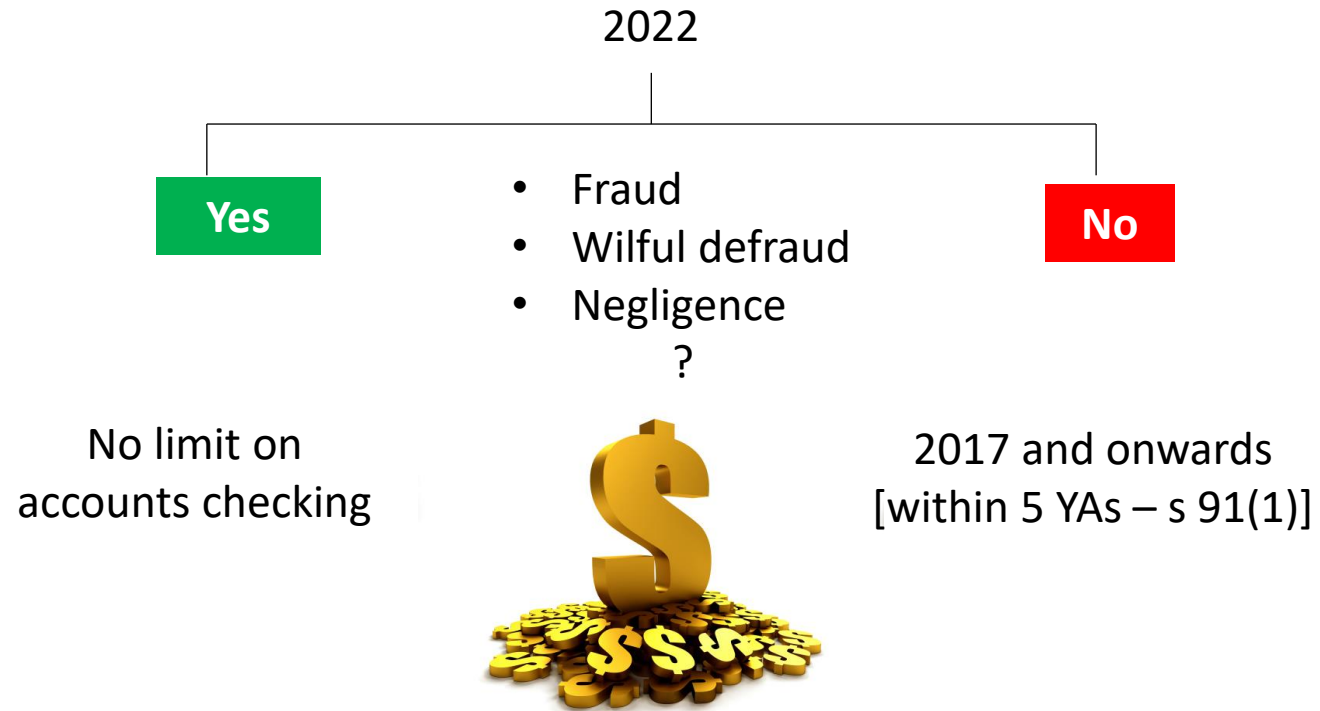 2022
Yes
• Fraud
• Wilful defraud
• Negligence
?
No
No limit on
accounts checking
2017 and onwards
[within 5 YAs – s 91(1)]